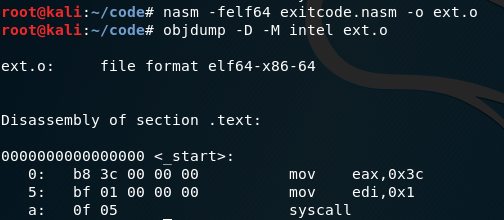 root@kali:~/code# nasm -felf64 exitcode.nasm -o ext.o
root@kali:~/code# objdump -D -M intel ext.o
ext.o:     file format elf64-x86-64
Disassembly of section .text:
0000000000000000 <_start>:
   0:   b8 3c 00 00 00          mov    eax,0x3c
   5:   bf 01 00 00 00          mov    edi,0x1
   a:   0f 05                   syscall